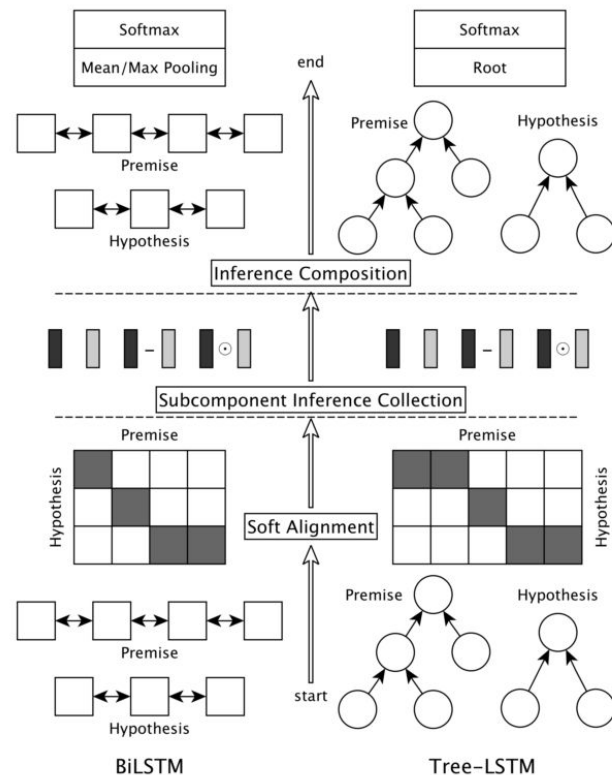 Softmax
Mean/Max Pooling
end
Softmax
Root
Premise
Hypothesis
Premise
Hypothesis
Inference Composition
− ⊙
− ⊙
Subcomponent Inference Collection
Premise
Hypothesis
Premise
Hypothesis
Soft Alignment
Premise
Hypothesis
Premise
Hypothesis
start
BiLSTM
Tree-LSTM